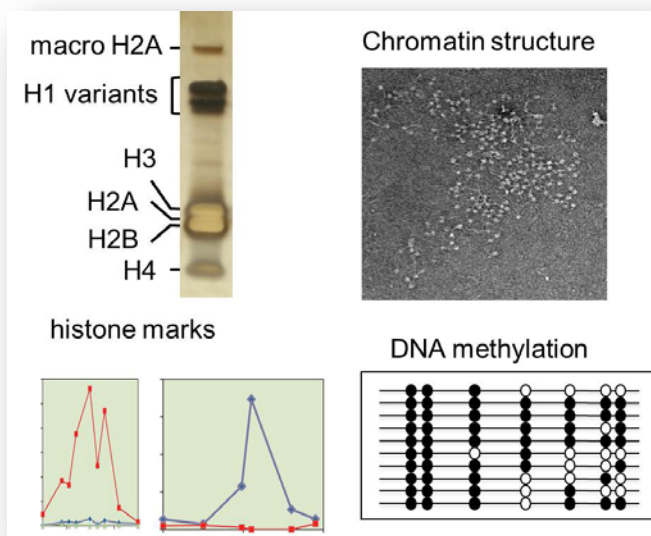 macro H2A
H1 variants
H3
H2A
H2B
H4
Chromatin structure
histone marks
DNA methylation